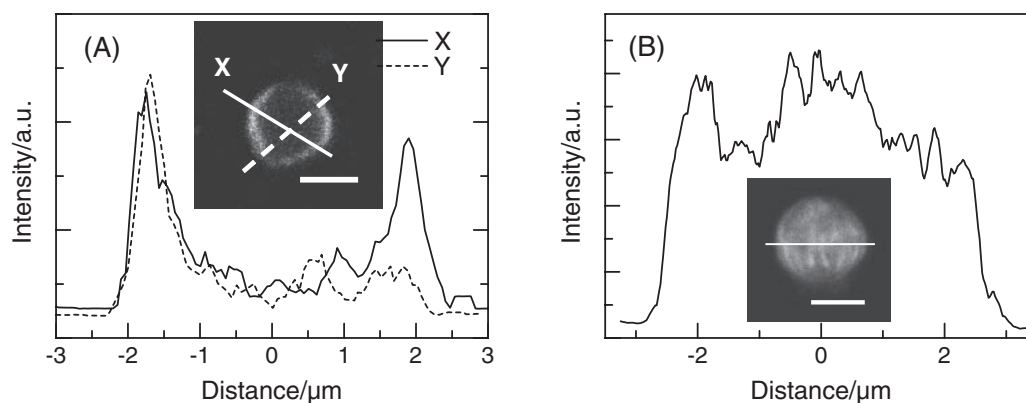 (A)
X
Y
X
Y
Intensity/a.u.
-3 -2 -1 0 1 2 3
Distance/µm
(B)
Intensity/a.u.
-2 0 2
Distance/µm